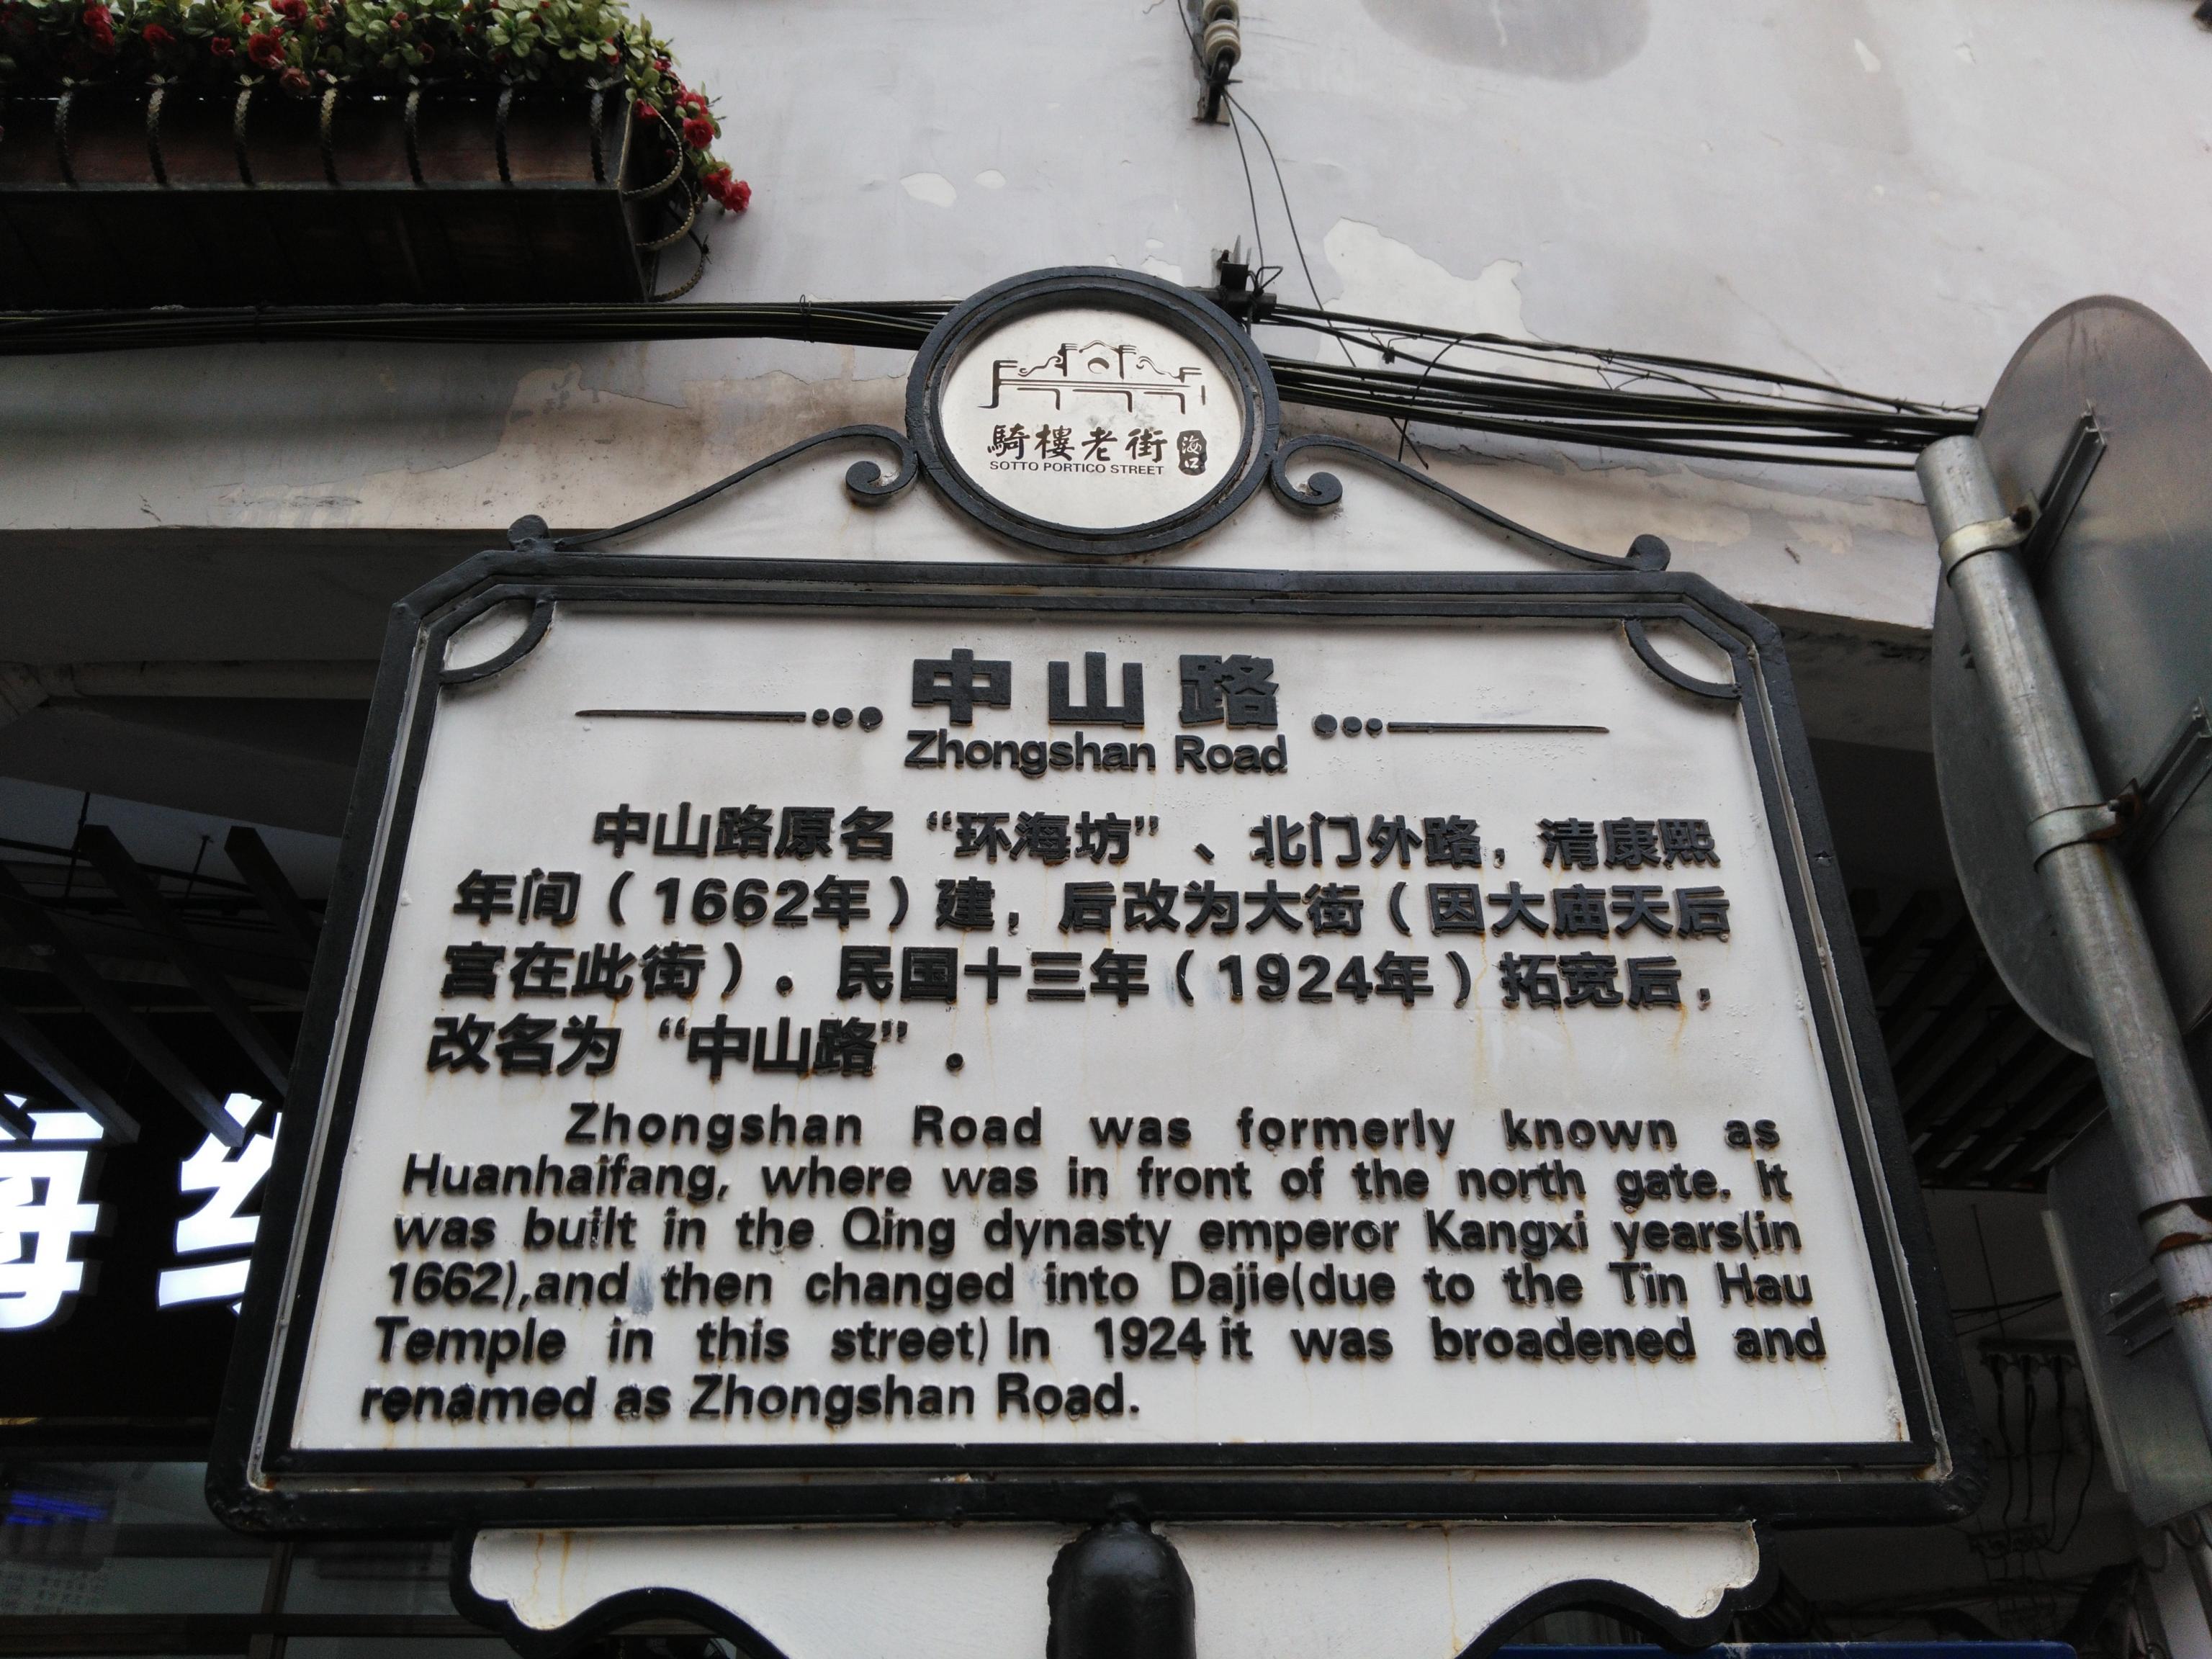 騎樓老街 海口
SOTTO PORTICO STREET
中山路
Zhongshan Road
中山路原名“环海坊”、北门外路，清康熙
年间（1662年）建，后改为大街（因大庙天后
宫在此街）。民国十三年（1924年）拓宽后，
改名为“中山路”.
Zhongshan Road was formerly known as
Huanhaifang, where was in front of the north gate. It
was built in the Qing dynasty emperor Kangxi years(in
1662),and then changed into Dajie(due to the Tin Hau
Temple in this street) In 1924 it was broadened and
renamed as Zhongshan Road.